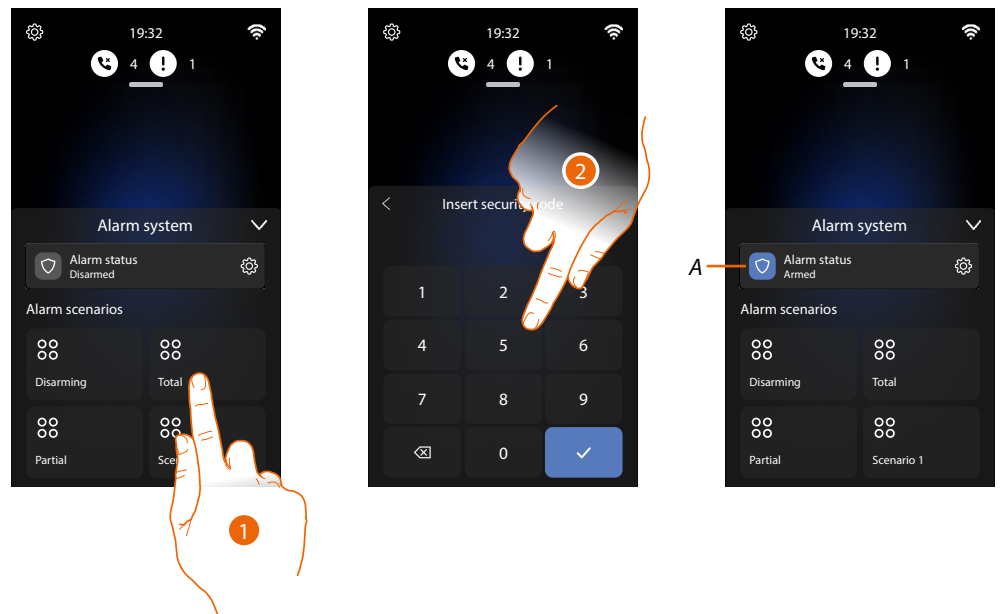 19:32
4 1
Alarm system
Alarm status
Disarmed
Alarm scenarios
Disarming
Total
Partial
1
19:32
4 1
Insert security
2
1 2 3
4 5 6
7 8 9
0
19:32
4 1
Alarm system
A
Alarm status
Armed
Alarm scenarios
Disarming
Total
Partial
Scenario 1